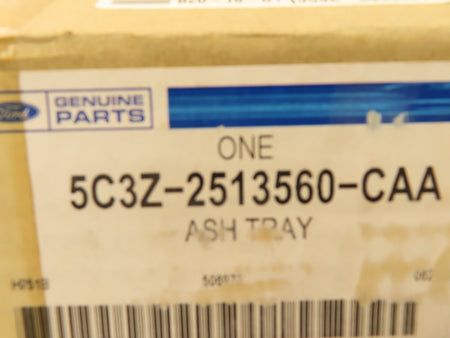 Ford
GENUINE
PARTS
ONE
5C3Z-2513560-CAA
ASH TRAY